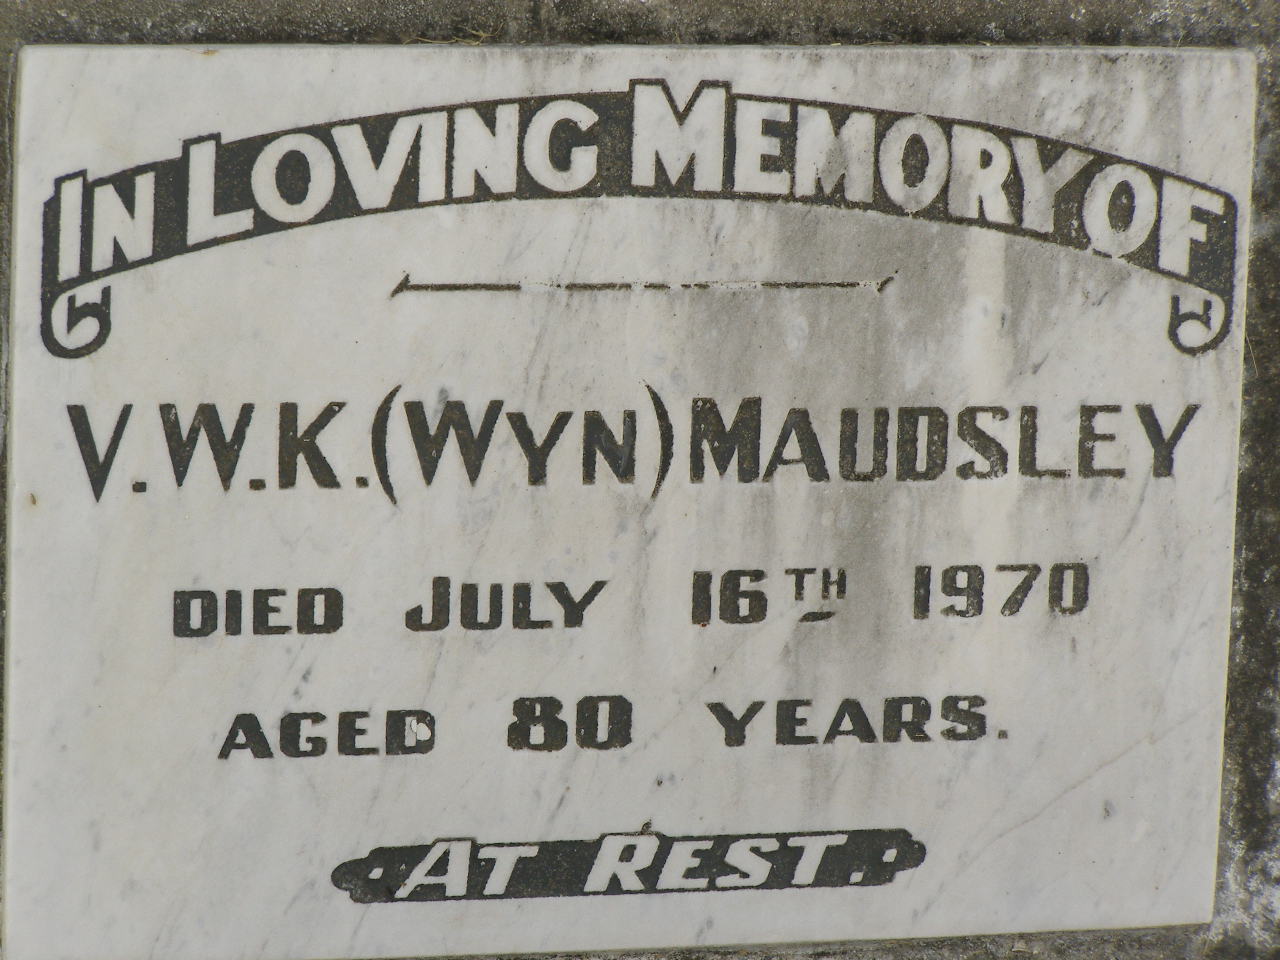 IN LOVING MEMORY OF
V.W.K.(WYN) MAUDSLEY
DIED JULY 16TH 1970
AGED 80 YEARS.
AT REST.